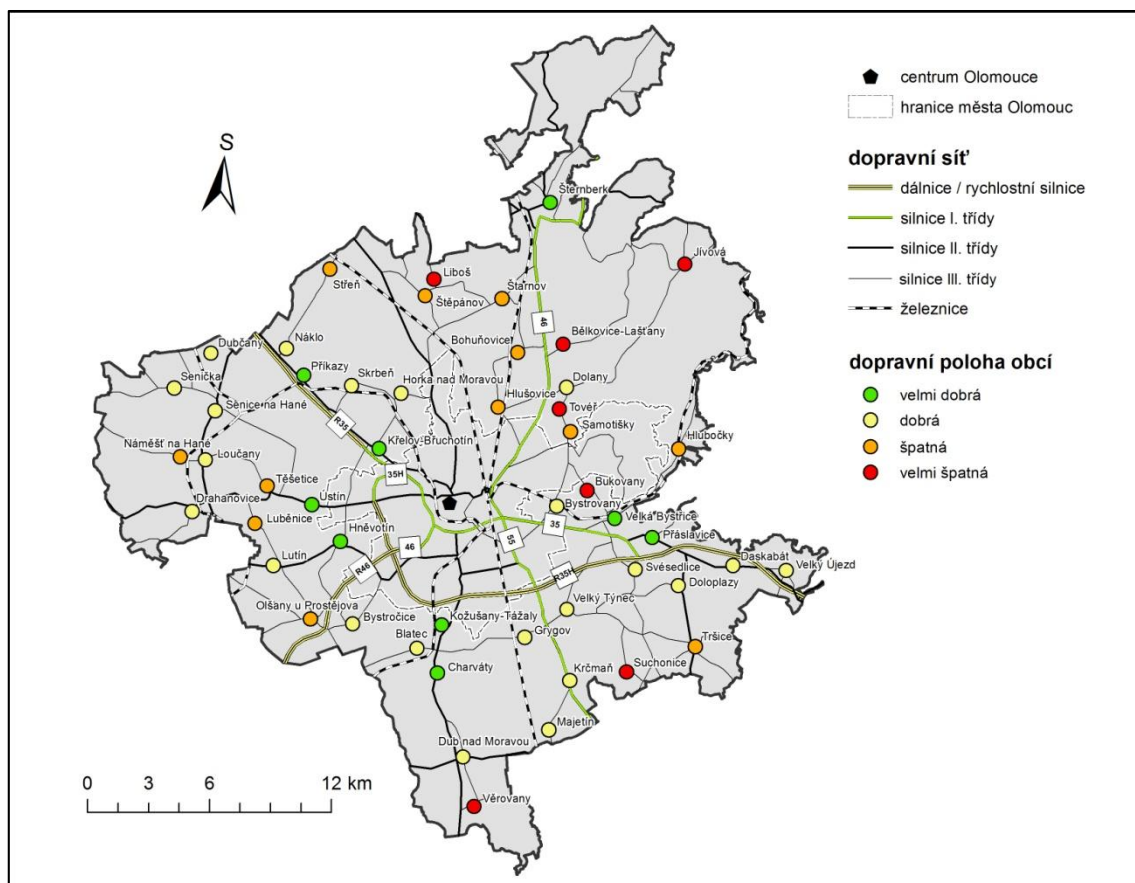 centrum Olomouce
hranice města Olomouc
dopravní síť
dálnice / rychlostní silnice
silnice I. třídy
silnice II. třídy
silnice III. třídy
železnice
dopravní poloha obcí
velmi dobrá
dobrá
špatná
velmi špatná
S
Šternberk
Jívová
Liboš
Střeň
Štěpánov
Štarnov
46
Bělkovice-Lašťany
Bohuňovice
Náklo
Dubčany
Příkazy
Skrbeň
Horka nad Moravou
Dolany
Senička
Hlušovice
Tovéř
Senice na Hané
R35
Samotišky
Náměšť na Hané
Křelov-Bruchotín
Hlubočky
Loučany
35H
Těšetice
Bukovany
Drahanovice
Ústín
Bystrovany
Luběnice
Velká Bystřice
Hněvotín
35
Přáslavice
46
55
Lutín
R46
R35H
Svésedlice
Daskabát
Velký Újezd
Doloplazy
Olšany u Prostějova
Bystročice
Kožušany-Tážaly
Velký Týnec
Blatec
Grygov
Tršice
Charváty
Krčmaň
Suchonice
Majetín
Dub nad Moravou
0 3 6 12 km
Věrovany